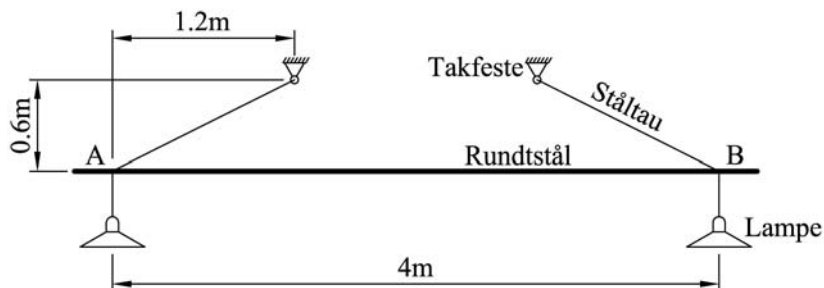 1.2m
Takfeste
0.6m
Ståltau
A
Rundtstål
B
Lampe
4m